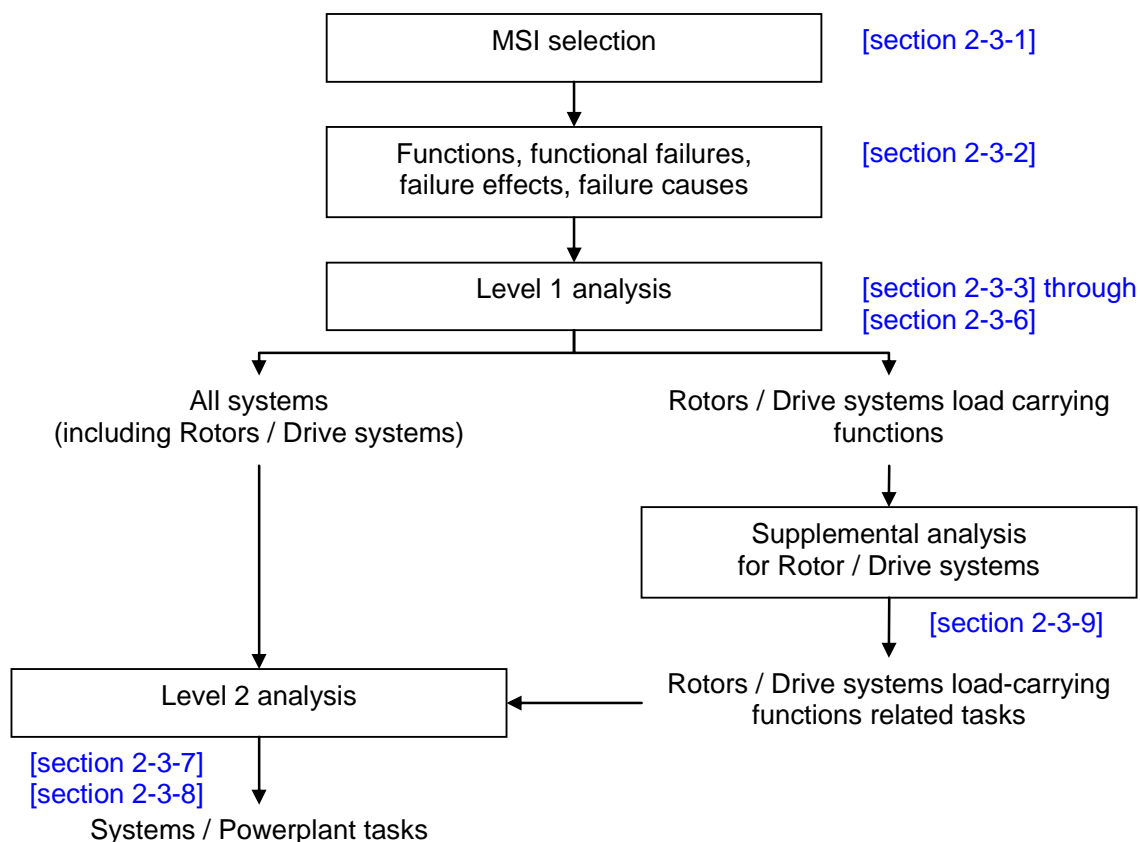 MSI selection
[section 2-3-1]
Functions, functional failures,
failure effects, failure causes
[section 2-3-2]
Level 1 analysis
[section 2-3-3] through
[section 2-3-6]
All systems
(including Rotors / Drive systems)
Rotors / Drive systems load carrying
functions
Supplemental analysis
for Rotor / Drive systems
[section 2-3-9]
Rotors / Drive systems load-carrying
functions related tasks
Level 2 analysis
[section 2-3-7]
[section 2-3-8]
Systems / Powerplant tasks